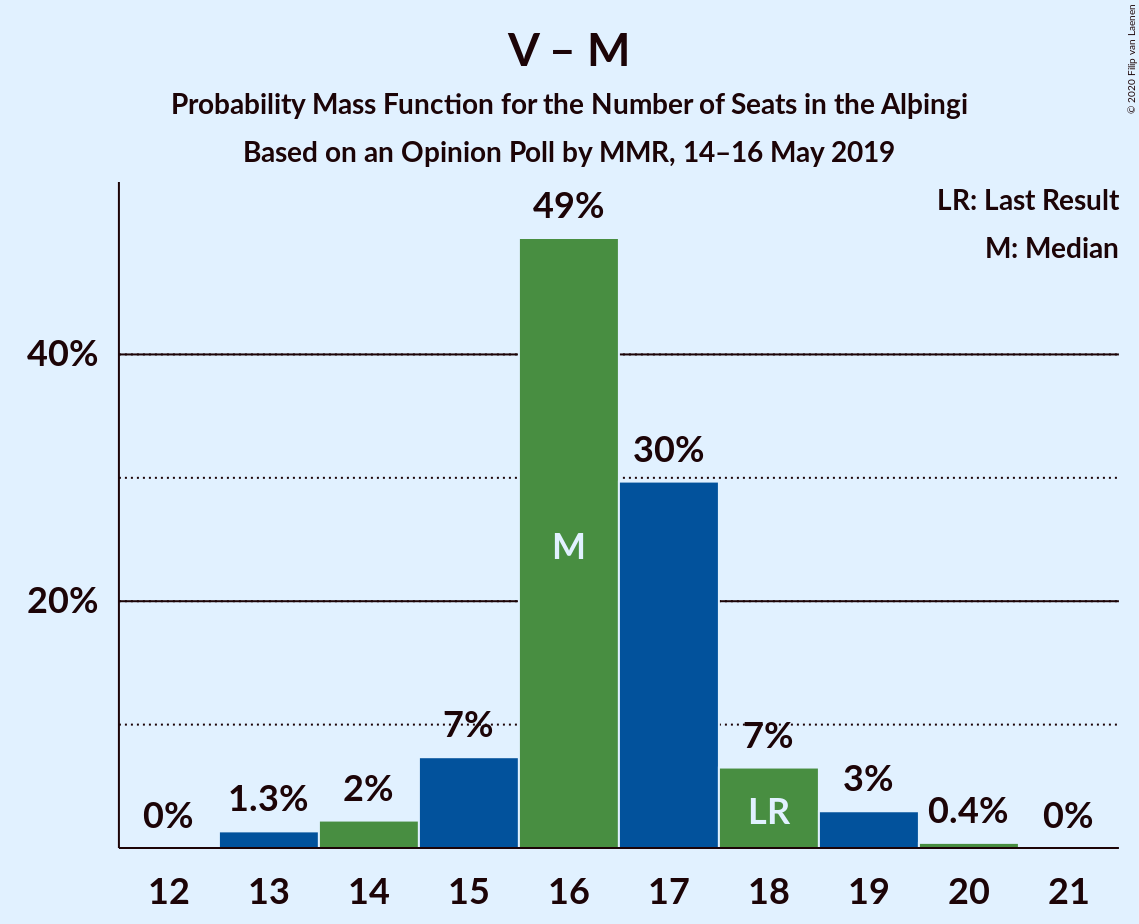 V – M
Probability Mass Function for the Number of Seats in the Alþingi
Based on an Opinion Poll by MMR, 14–16 May 2019
© 2020 Filip van Laenen
LR: Last Result
M: Median
49%
40%
30%
M
20%
7%
7%
3%
2%
1.3%
LR
0.4%
0%
0%
12 13 14 15 16 17 18 19 20 21